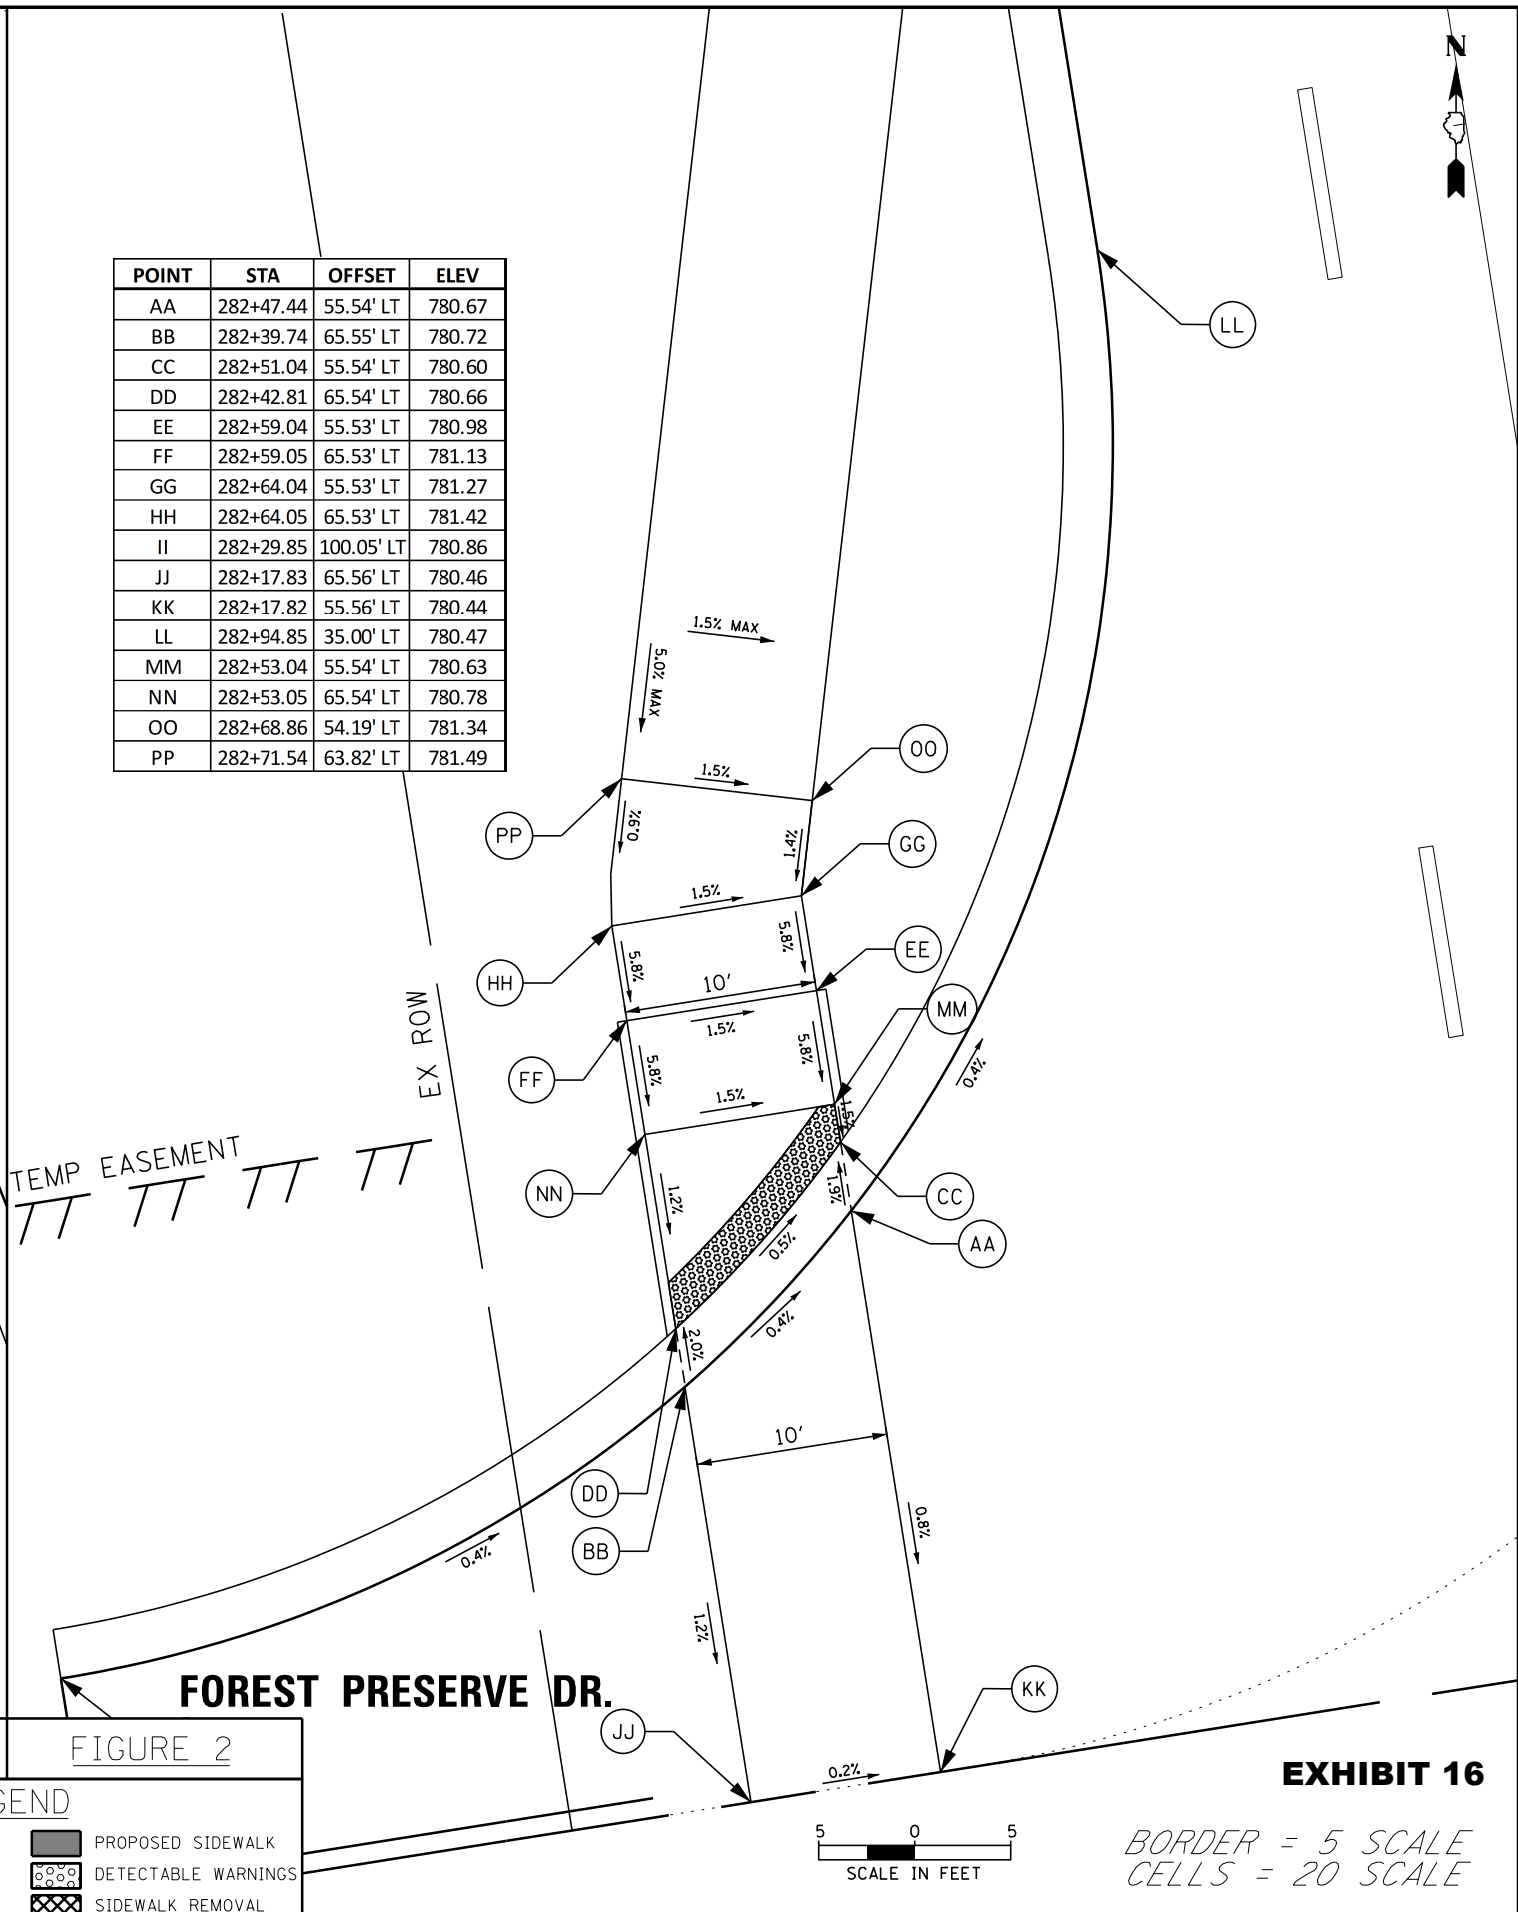 N
POINT STA OFFSET ELEV
AA 282+47.44 55.54' LT 780.67
BB 282+39.74 65.55' LT 780.72
CC 282+51.04 55.54' LT 780.60
DD 282+42.81 65.54' LT 780.66
EE 282+59.04 55.53' LT 780.98
FF 282+59.05 65.53' LT 781.13
GG 282+64.04 55.53' LT 781.27
HH 282+64.05 65.53' LT 781.42
II 282+29.85 100.05' LT 780.86
JJ 282+17.83 65.56' LT 780.46
KK 282+17.82 55.56' LT 780.44
LL 282+94.85 35.00' LT 780.47
MM 282+53.04 55.54' LT 780.63
NN 282+53.05 65.54' LT 780.78
OO 282+68.86 54.19' LT 781.34
PP 282+71.54 63.82' LT 781.49
LL
1.5% MAX
5.0% MAX
OO
1.5%
PP
0.6%
1.4%
GG
1.5%
5.8%
EE
5.8%
HH
10'
EX ROW
MM
1.5%
5.8%
FF
5.8%
0.4%
1.5%
1.5%
TEMP EASEMENT
NN
1.2%
1.9%
CC
0.5%
AA
0.4%
2.0%
10'
DD
BB
0.8%
0.4%
1.2%
FOREST PRESERVE DR.
KK
JJ
FIGURE 2
0.2%
EXHIBIT 16
GEND
PROPOSED SIDEWALK
DETECTABLE WARNINGS
SIDEWALK REMOVAL
5 0 5
SCALE IN FEET
BORDER = 5 SCALE
CELLS = 20 SCALE